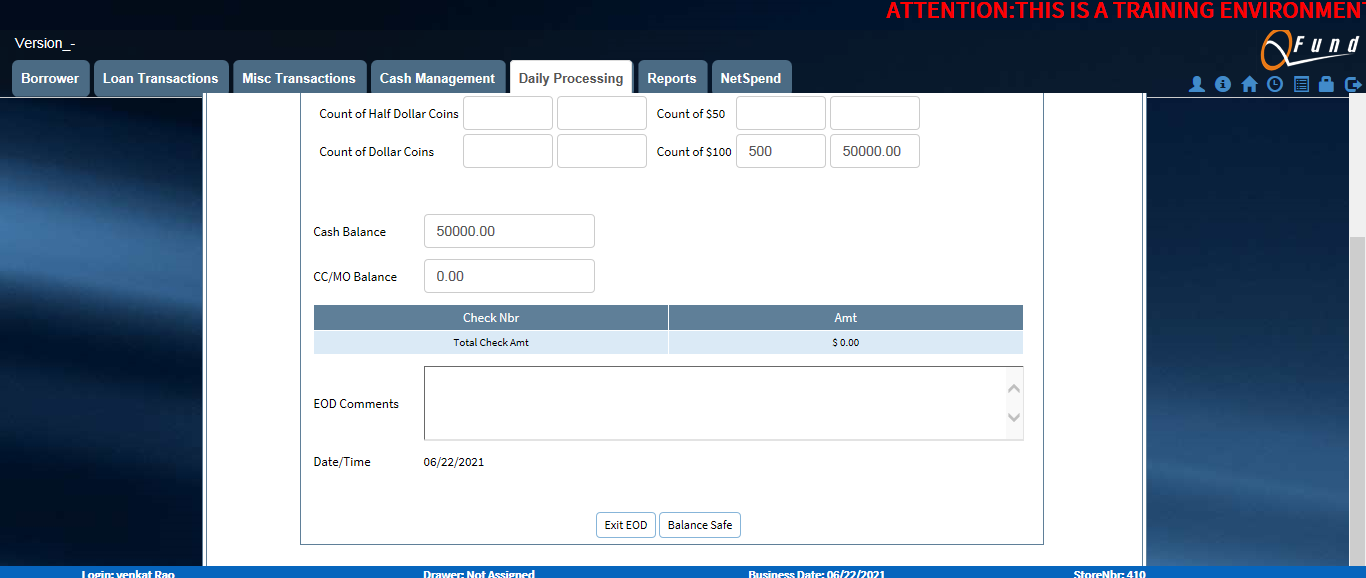 ATTENTION:THIS IS A TRAINING ENVIRONMEN
Version_-
QFund
Borrower Loan Transactions Misc Transactions Cash Management Daily Processing Reports NetSpend
Count of Half Dollar Coins Count of $50
Count of Dollar Coins Count of $100 500 50000.00
Cash Balance 50000.00
CC/MO Balance 0.00
Check Nbr Amt
Total Check Amt $ 0.00
EOD Comments
Date/Time 06/22/2021
Exit EOD Balance Safe
Login: venkat Rao Drawer: Not Assigned Business Date: 06/22/2021 StoreNbr: 410